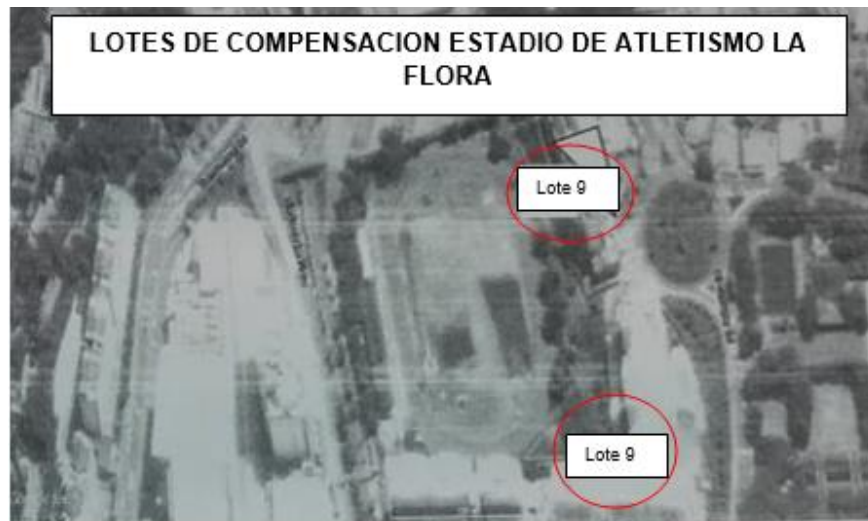 LOTES DE COMPENSACION ESTADIO DE ATLETISMO LA
FLORA
Lote 9
Lote 9